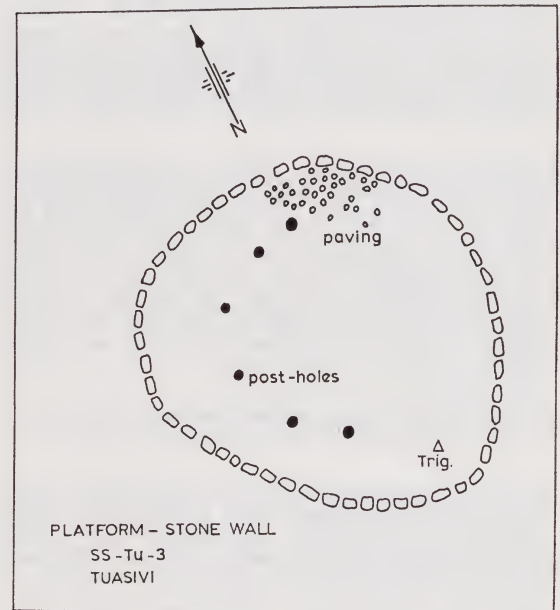 N
paving
post-holes
Trig.
PLATFORM - STONE WALL
SS-Tu-3
TUASIVI